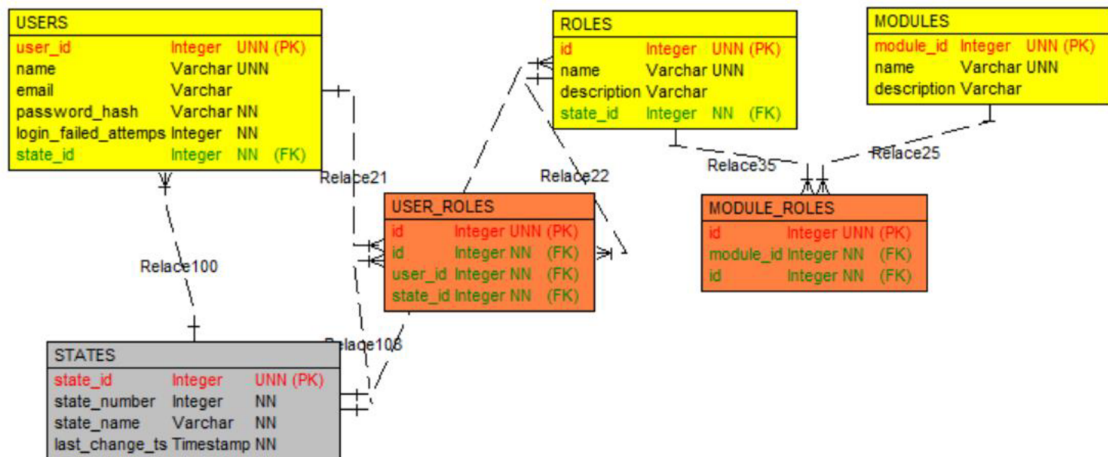 USERS
user_id Integer UNN (PK)
name Varchar UNN
email Varchar
password_hash Varchar NN
login_failed_attemps Integer NN
state_id Integer NN (FK)
ROLES
id Integer UNN (PK)
name Varchar UNN
description Varchar
state_id Integer NN (FK)
MODULES
module_id Integer UNN (PK)
name Varchar UNN
description Varchar
Relace21
Relace22
Relace35
Relace25
USER_ROLES
id Integer UNN (PK)
id Integer NN (FK)
user_id Integer NN (FK)
state_id Integer NN (FK)
MODULE_ROLES
id Integer UNN (PK)
module_id Integer NN (FK)
id Integer NN (FK)
Relace100
STATES
state_id Integer UNN (PK)
state_number Integer NN
state_name Varchar NN
last_change_ts Timestamp NN